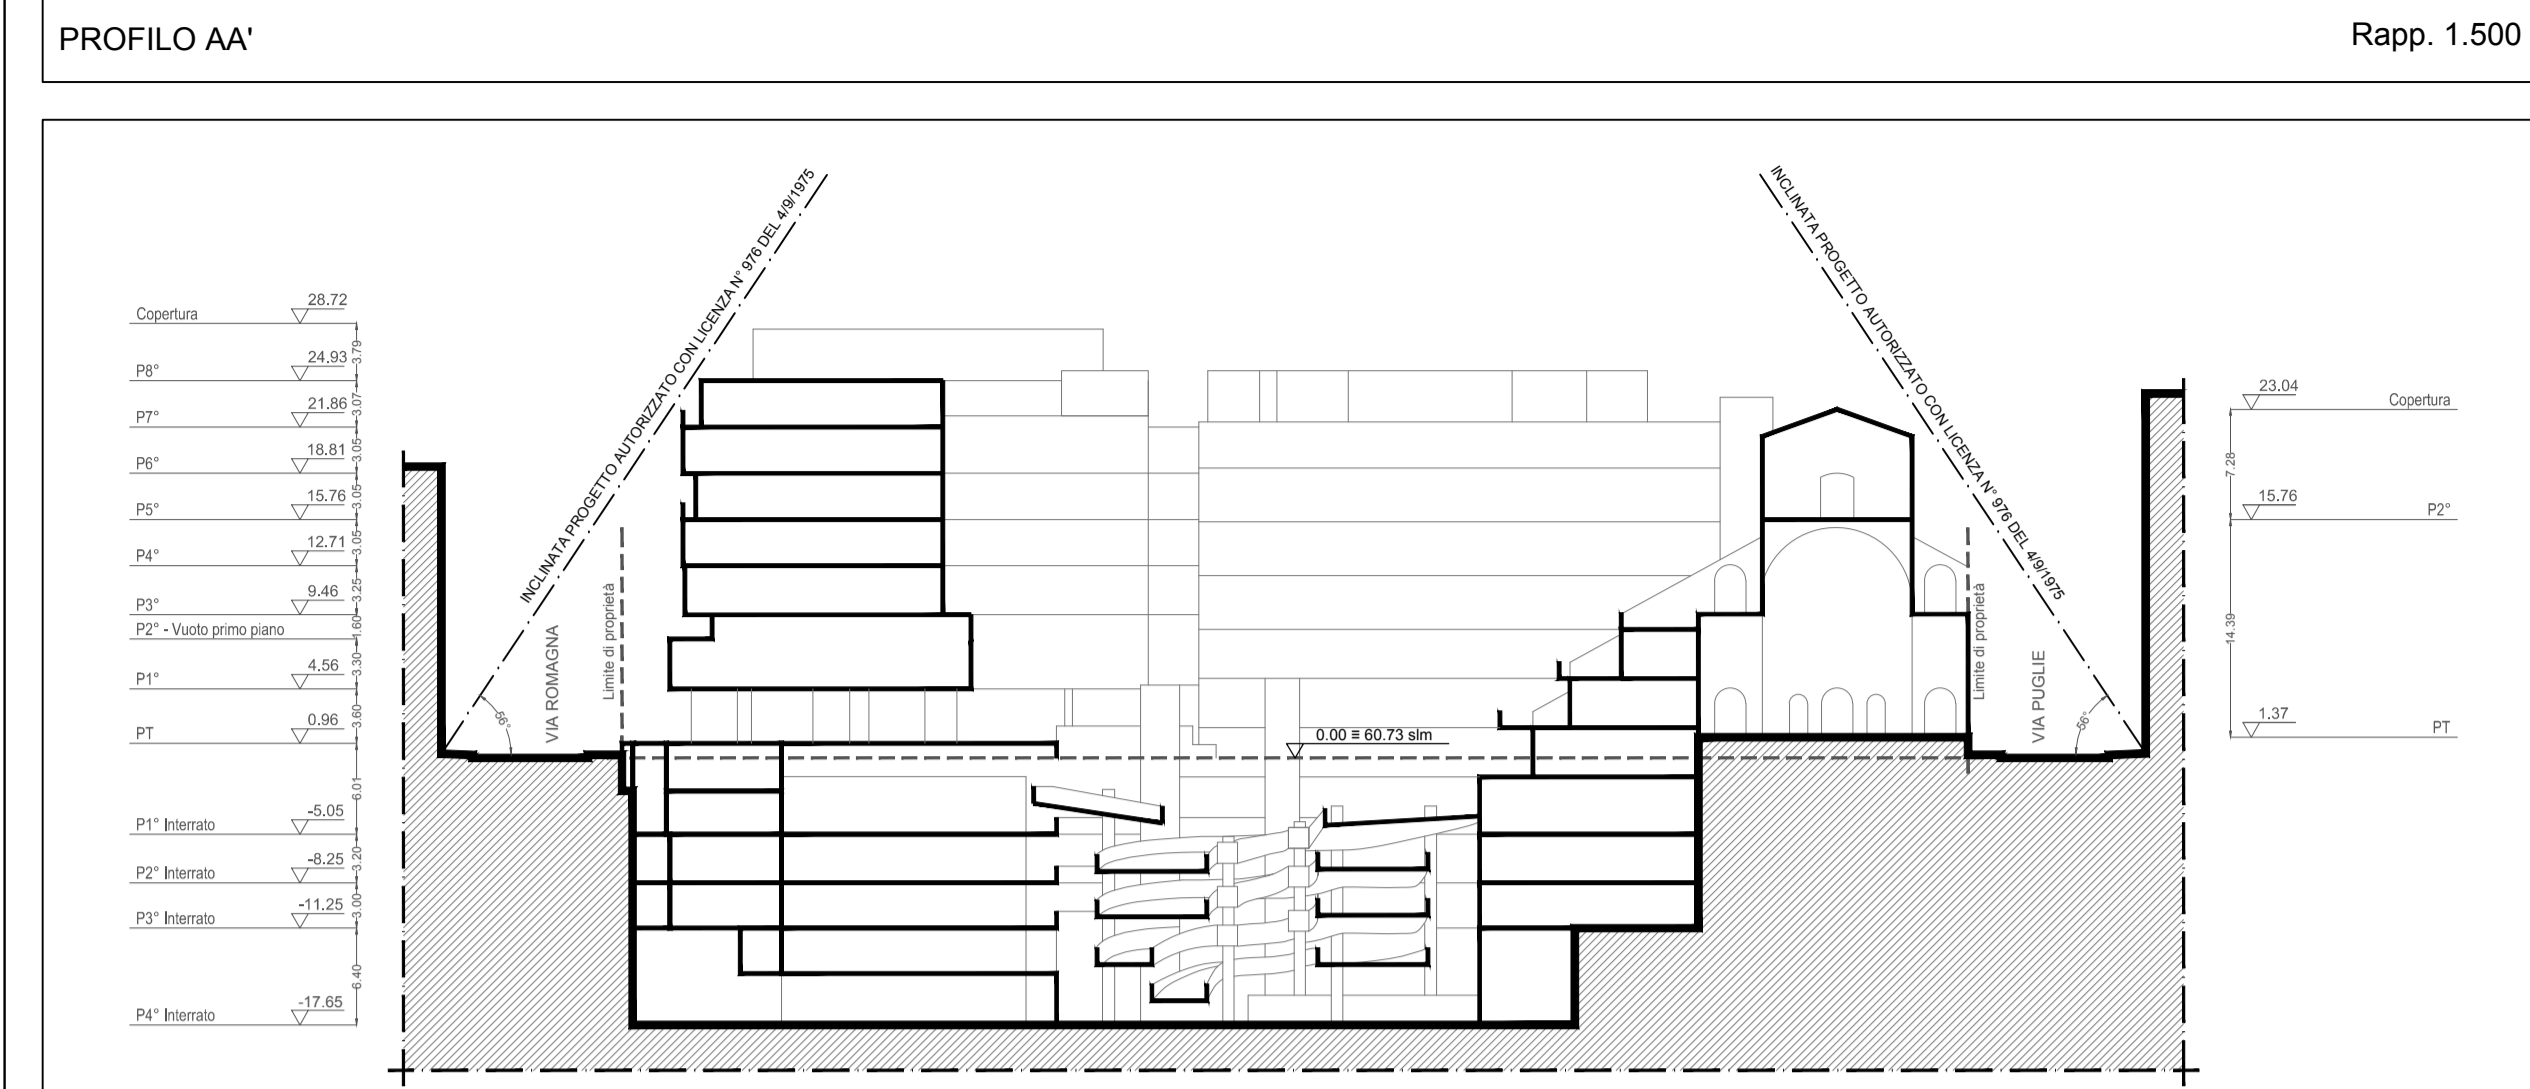 PROFILO AA'
Rapp. 1.500
INCLINATA PROGETTO AUTORIZZATO CON LICENZA N° 976 DEL 4/9/1975
INCLINATA PROGETTO AUTORIZZATO CON LICENZA N° 976 DEL 4/9/1975
Copertura 28.72
3.79
P8° 24.93
3.07
P7° 21.86
3.05
P6° 18.81
3.05
P5° 15.76
3.05
P4° 12.71
3.25
P3° 9.46
1.60
P2° - Vuoto primo piano
3.30
P1° 4.56
3.60
PT 0.96
6.01
P1° Interrato -5.05
3.20
P2° Interrato -8.25
3.00
P3° Interrato -11.25
6.40
P4° Interrato -17.65
56°
VIA ROMAGNA
Limite di proprietà
0.00 ≡ 60.73 slm
Limite di proprietà
VIA PUGLIE
56°
23.04 Copertura
7.28
15.76 P2°
14.39
1.37 PT